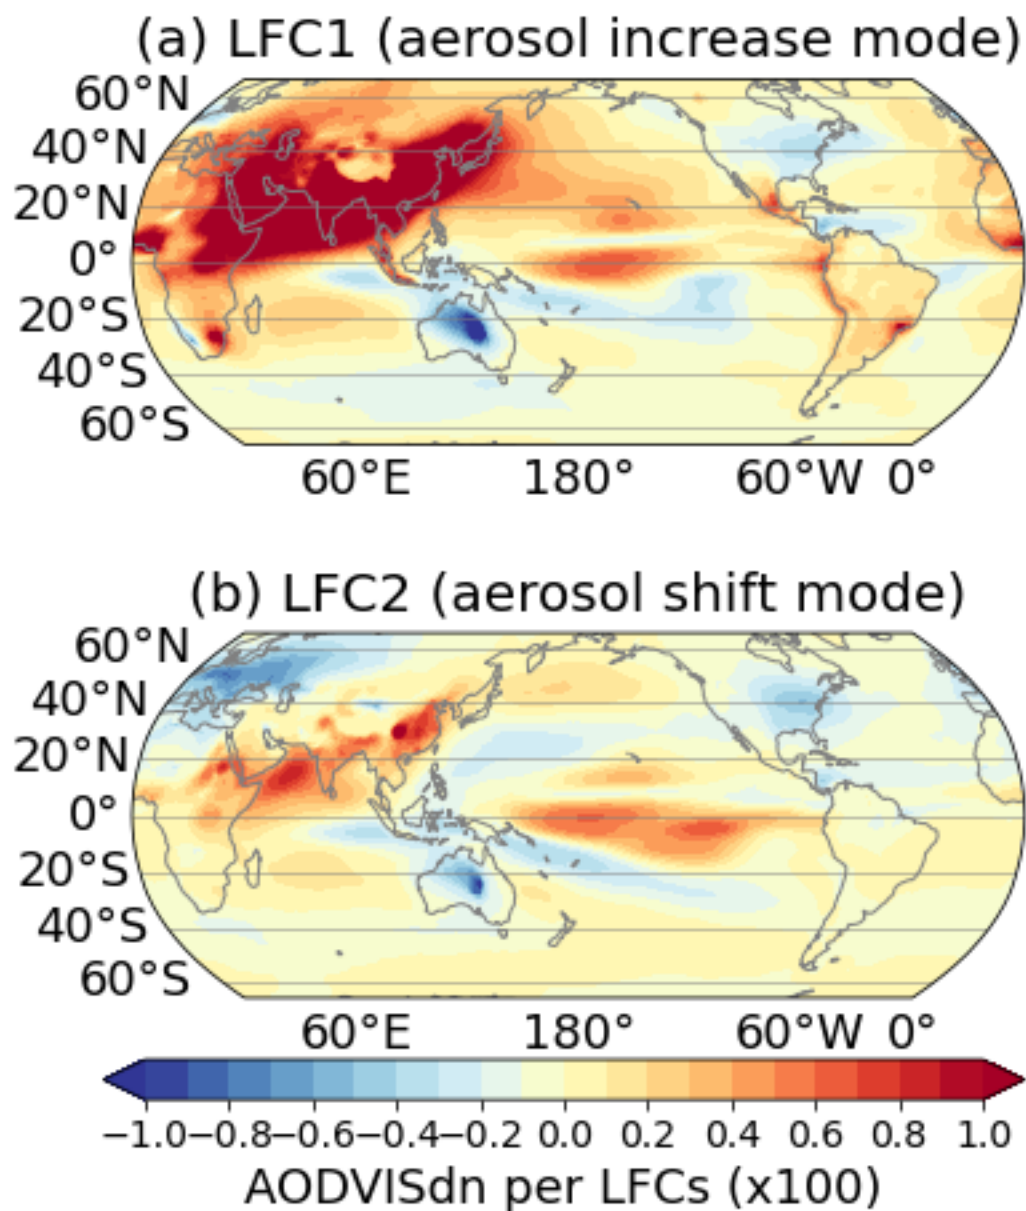 (a) LFC1 (aerosol increase mode)
60°N
40°N
20°N
0°
20°S
40°S
60°S
60°E 180° 60°W 0°
(b) LFC2 (aerosol shift mode)
60°N
40°N
20°N
0°
20°S
40°S
60°S
60°E 180° 60°W 0°
−1.0 −0.8 −0.6 −0.4 −0.2 0.0 0.2 0.4 0.6 0.8 1.0
AODVISdn per LFCs (x100)